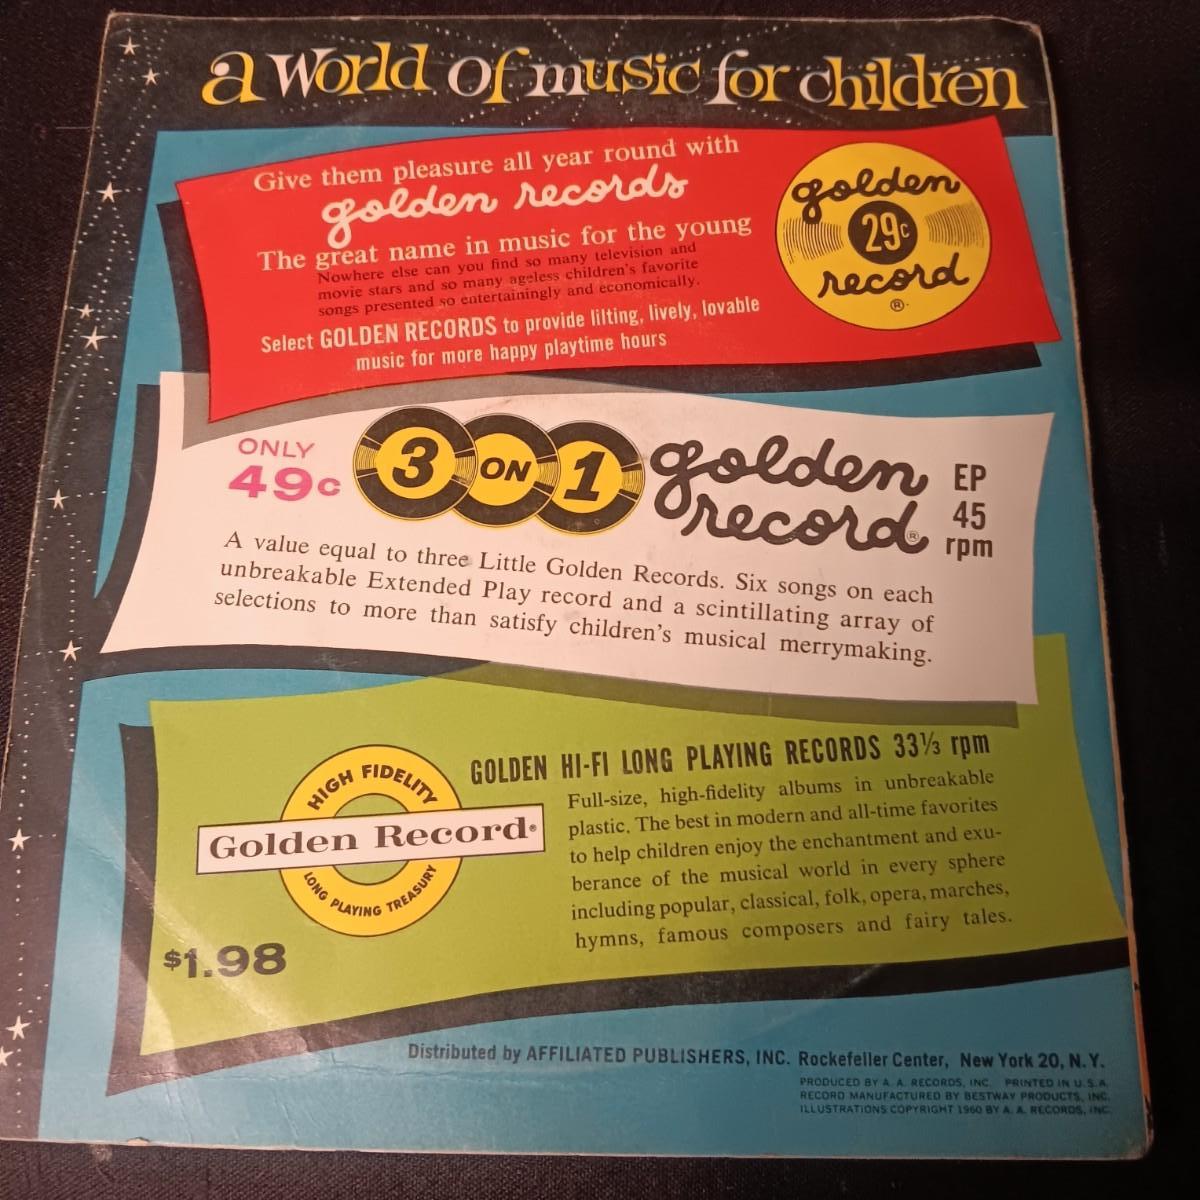 a world of music for children
Give them pleasure all year round with
golden records
The great name in music for the young
Nowhere else can you find so many television and
movie stars and so many ageless children's favorite
songs presented so entertainingly and economically.
Select GOLDEN RECORDS to provide lilting, lively, lovable
music for more happy playtime hours
golden
29c
record
®
ONLY
49c
3 ON 1
golden
record®
EP
45
rpm
A value equal to three Little Golden Records. Six songs on each
unbreakable Extended Play record and a scintillating array of
selections to more than satisfy children's musical merrymaking.
HIGH FIDELITY
Golden Record®
LONG PLAYING TREASURY
$1.98
GOLDEN HI-FI LONG PLAYING RECORDS 33⅓ rpm
Full-size, high-fidelity albums in unbreakable
plastic. The best in modern and all-time favorites
to help children enjoy the enchantment and exu-
berance of the musical world in every sphere
including popular, classical, folk, opera, marches,
hymns, famous composers and fairy tales.
Distributed by AFFILIATED PUBLISHERS, INC. Rockefeller Center, New York 20, N.Y.
PRODUCED BY A. A. RECORDS, INC. PRINTED IN U.S.A.
RECORD MANUFACTURED BY BESTWAY PRODUCTS, INC.
ILLUSTRATIONS COPYRIGHT 1960 BY A. A. RECORDS, INC.